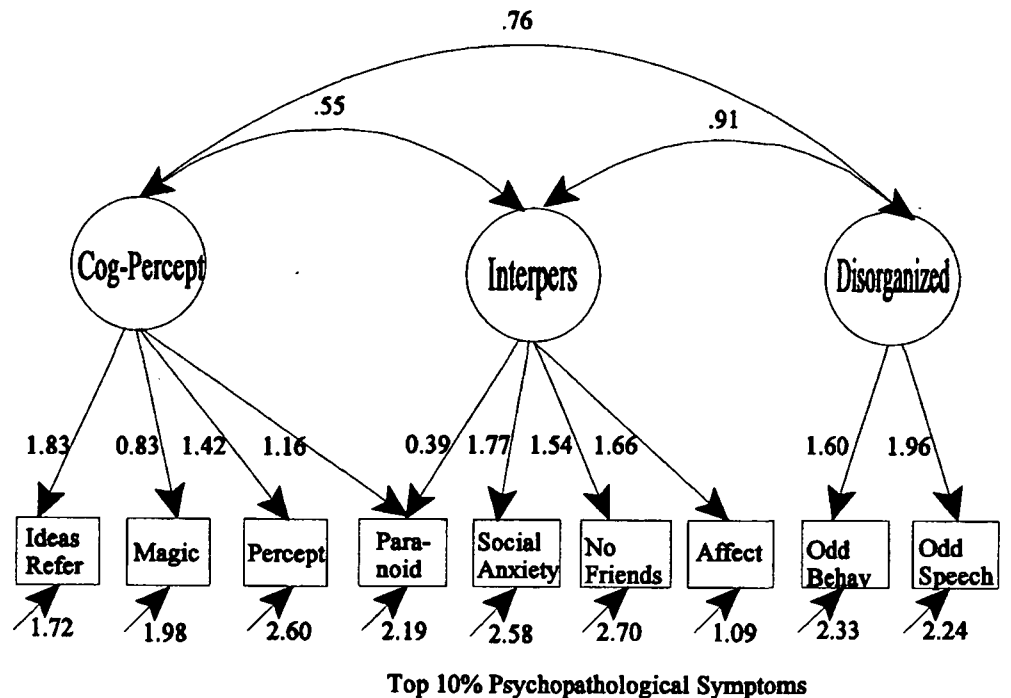 .76
.55
.91
Cog-Percept
Interpers
Disorganized
1.83 0.83 1.42 1.16 0.39 1.77 1.54 1.66 1.60 1.96
Ideas
Refer
Magic
Percept
Para-
noid
Social
Anxiety
No
Friends
Affect
Odd
Behav
Odd
Speech
1.72 1.98 2.60 2.19 2.58 2.70 1.09 2.33 2.24
Top 10% Psychopathological Symptoms